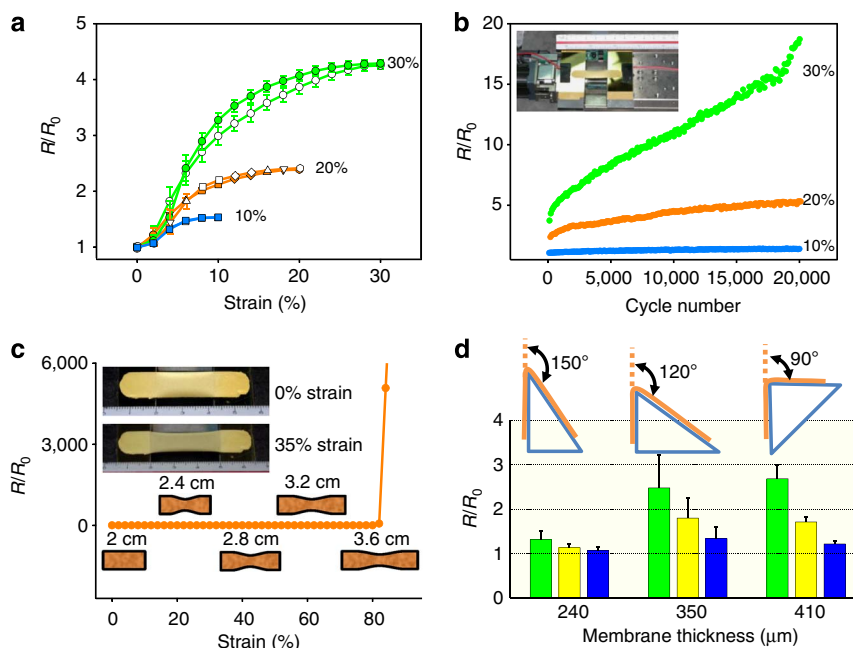 a
5
4
3
2
1
R/R0
30%
20%
10%
0 10 20 30
Strain (%)
b
20
15
10
5
R/R0
30%
20%
10%
0 5,000 10,000 15,000 20,000
Cycle number
c
6,000
3,000
0
R/R0
0% strain
35% strain
2.4 cm 3.2 cm
2 cm 2.8 cm 3.6 cm
0 20 40 60 80
Strain (%)
d
150° 120° 90°
4
3
2
1
0
R/R0
240 350 410
Membrane thickness (μm)